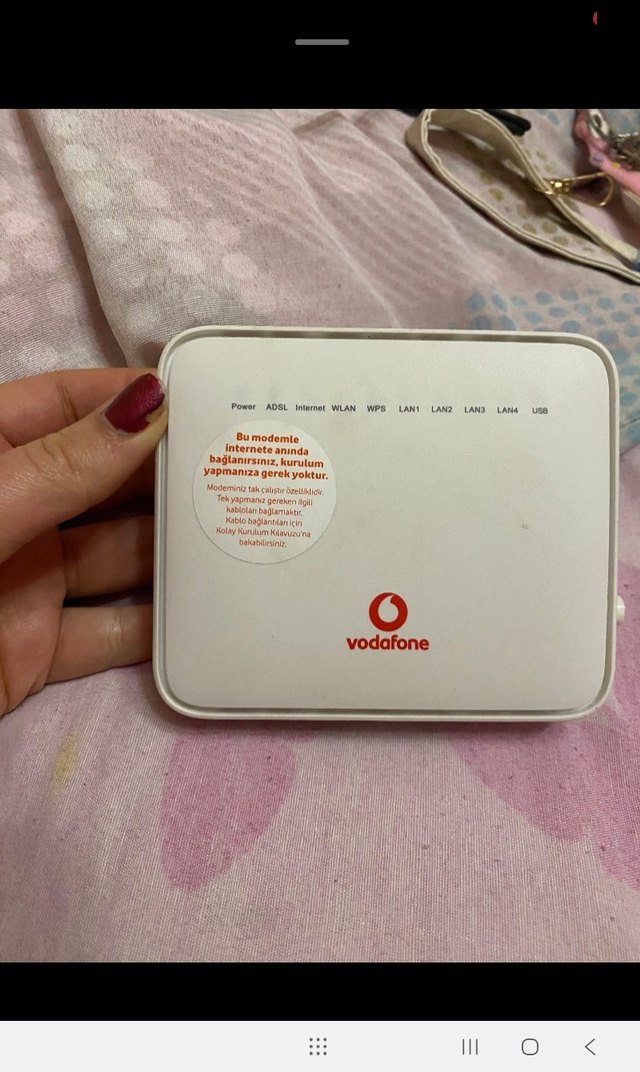 Power ADSL Internet WLAN WPS LAN1 LAN2 LAN3 LAN4 USB
Bu modemle
internete anında
bağlanırsınız, kurulum
yapmanıza gerek yoktur.
Modeminiz tak çalıştır özelliklidir.
Tek yapmanız gereken ilgili
kabloları bağlamaktır.
Kablo bağlantıları için
Kolay Kurulum Kılavuzu'na
bakabilirsiniz.
vodafone